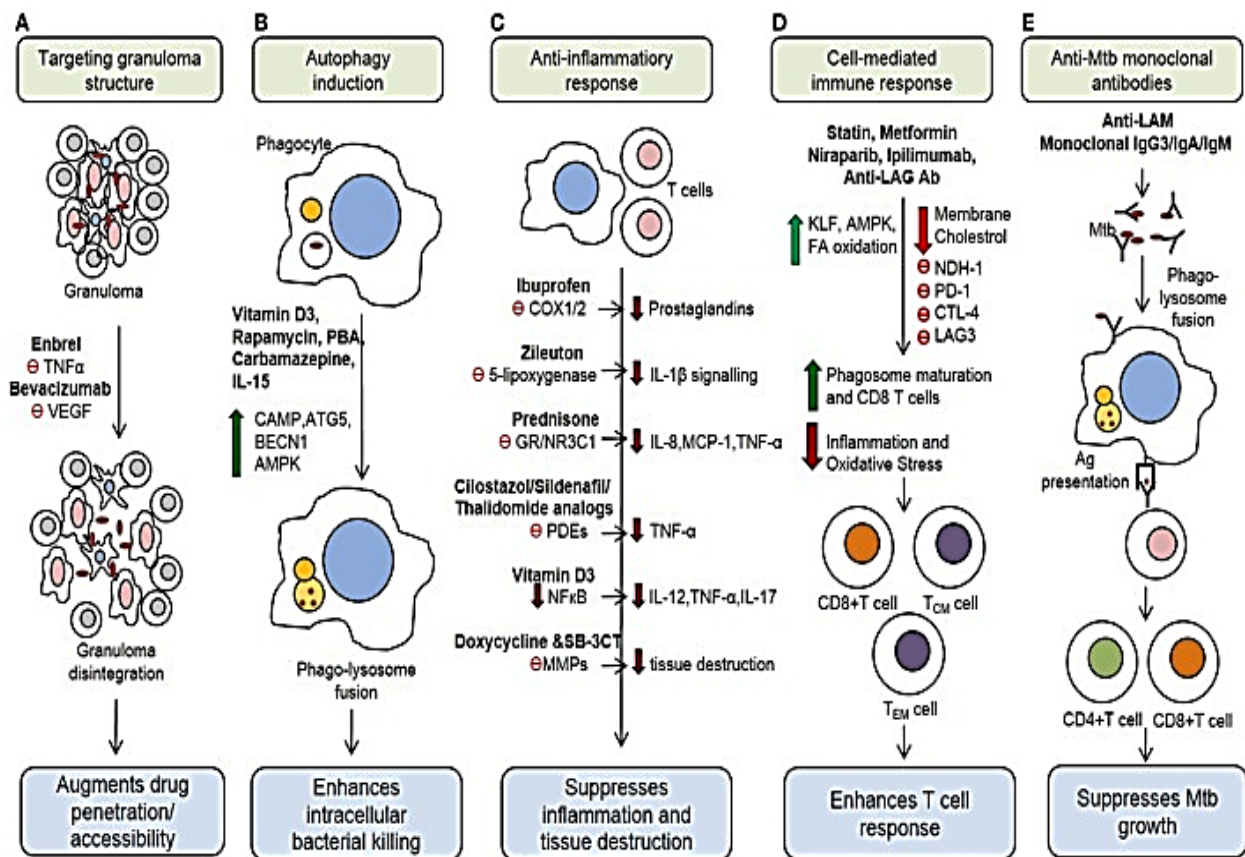 A
Targeting granuloma
structure
Granuloma
Enbrel
⊖ TNFα
Bevacizumab
⊖ VEGF
Granuloma
disintegration
Augments drug
penetration/
accessibility
B
Autophagy
induction
Phagocyte
Vitamin D3,
Rapamycin, PBA,
Carbamazepine,
IL-15
CAMP,ATG5,
BECN1
AMPK
Phago-lysosome
fusion
Enhances
intracellular
bacterial killing
C
Anti-inflammatory
response
T cells
Ibuprofen
⊖ COX1/2
Prostaglandins
Zileuton
⊖ 5-lipoxygenase
IL-1β signalling
Prednisone
⊖ GR/NR3C1
IL-8,MCP-1,TNF-α
Cilostazol/Sildenafil/
Thalidomide analogs
⊖ PDEs
TNF-α
Vitamin D3
NFκB
IL-12,TNF-α,IL-17
Doxycycline &SB-3CT
⊖MMPs
tissue destruction
Suppresses
inflammation and
tissue destruction
D
Cell-mediated
immune response
Statin, Metformin
Niraparib, Ipilimumab,
Anti-LAG Ab
KLF, AMPK,
FA oxidation
Membrane
Cholestrol
⊖ NDH-1
⊖ PD-1
⊖ CTL-4
⊖ LAG3
Phagosome maturation
and CD8 T cells
Inflammation and
Oxidative Stress
CD8+T cell
TCM cell
TEM cell
Enhances T cell
response
E
Anti-Mtb monoclonal
antibodies
Anti-LAM
Monoclonal IgG3/IgA/IgM
Mtb
Phago-
lysosome
fusion
Ag
presentation
CD4+T cell
CD8+T cell
Suppresses Mtb
growth